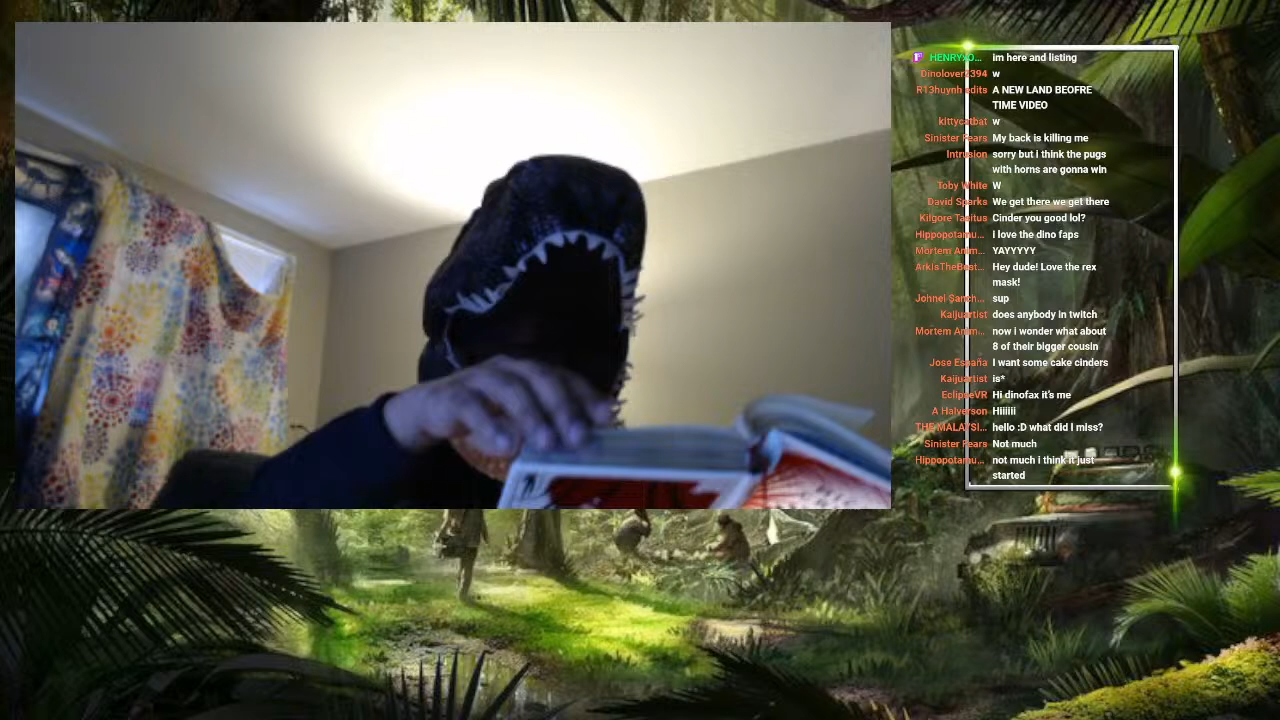 HENRY im here and listing
Dinolover394 w
R13huynh edits A NEW LAND BEOFRE
TIME VIDEO
kittycatbat w
Sinister Fears My back is killing me
Intrusion sorry but i think the pugs
with horns are gonna win
Toby White W
David Sparks We get there we get there
Kilgore Tasitus Cinder you good lol?
Hippopotamu... I love the dino faps
Mortem Anim... YAYYYYY
ArkisTheBest... Hey dude! Love the rex
mask!
Johnel Sanch... sup
Kaijuartist does anybody in twitch
Mortem Anim... now i wonder what about
8 of their bigger cousin
Jose España I want some cake cinders
Kaijuartist is*
EclipseVR Hi dinofax it's me
A Halverson Hiiiiii
THE MALAYSI... hello :D what did I miss?
Sinister Fears Not much
Hippopotamu... not much i think it just
started